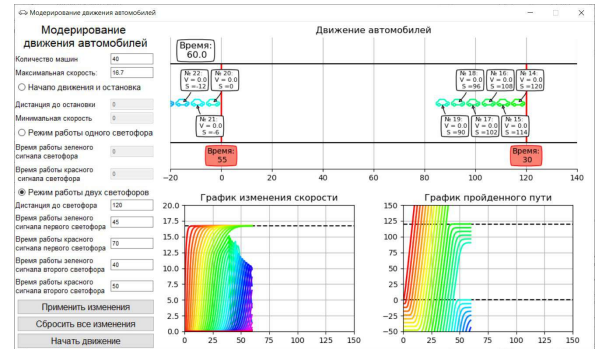 Модерирование движения автомобилей
Модерирование
движения автомобилей
Количество машин 40
Максимальная скорость: 16,7
Начало движения и остановка
Дистанция до остановки 0
Минимальная скорость 0
Режим работы одного светофора
Время работы зеленого
сигнала светофора 0
Время работы красного
сигнала светофора 0
Режим работы двух светофоров
Дистанция до светофора 120
Время работы зеленого
сигнала первого светофора 45
Время работы красного
сигнала первого светофора 70
Время работы зеленого
сигнала второго светофора 40
Время работы красного
сигнала второго светофора 50
Применить изменения
Сбросить все изменения
Начать движение
Движение автомобилей
Время:
60.0
№ 22:
V = 0.0
S =-12
№ 20:
V = 0.0
S =0
№ 18:
V = 0.0
S =96
№ 16:
V = 0.0
S =108
№ 14:
V = 0.0
S =120
№ 21:
V = 0.0
S =-6
№ 19:
V = 0.0
S =90
№ 17:
V = 0.0
S =102
№ 15:
V = 0.0
S =114
Время:
55
Время:
30
−20 0 20 40 60 80 100 120 140
График изменения скорости
20.0
17.5
15.0
12.5
10.0
7.5
5.0
2.5
0.0
0 25 50 75 100 125 150
График пройденного пути
150
125
100
75
50
25
0
−25
−50
0 25 50 75 100 125 150